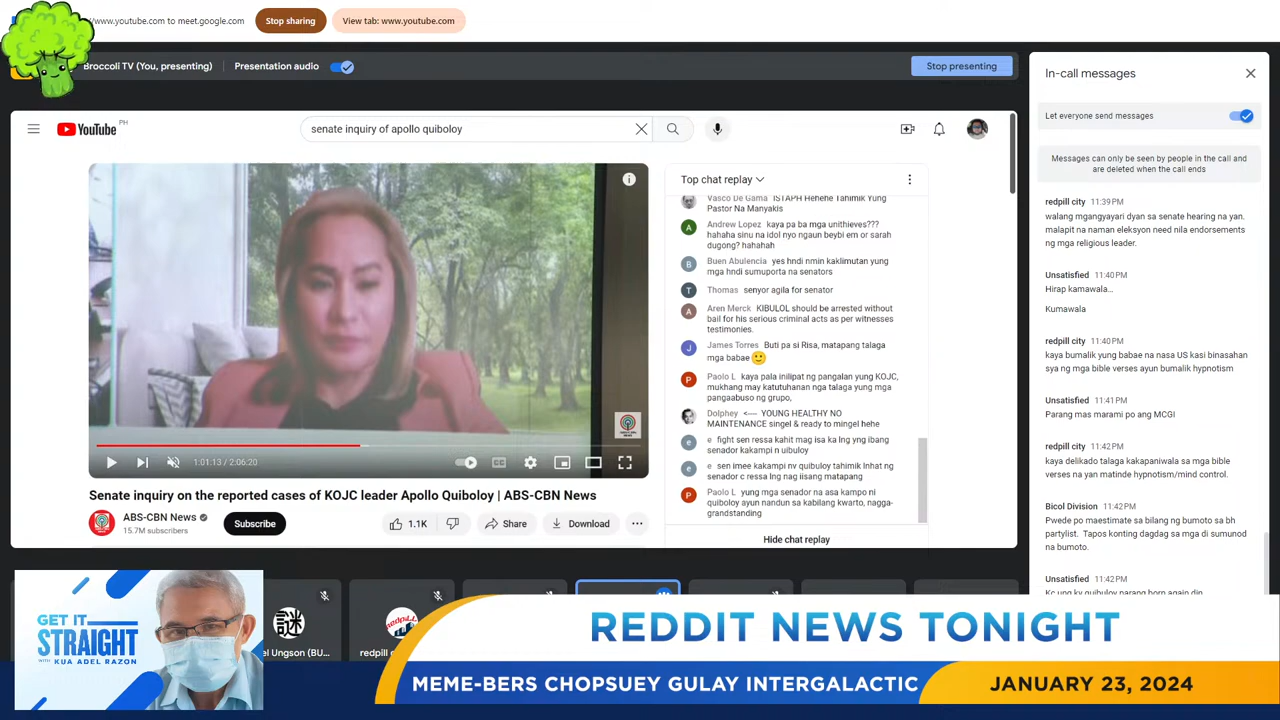 www.youtube.com to meet.google.com
Stop sharing
View tab: www.youtube.com
Broccoli TV (You, presenting)
Presentation audio
Stop presenting
YouTube
PH
senate inquiry of apollo quiboloy
1:01:13 / 2:06:20
Senate inquiry on the reported cases of KOJC leader Apollo Quiboloy | ABS-CBN News
ABS-CBN News
15.7M subscribers
Subscribe
1.1K
Share
Download
Top chat replay
Vasco De Gama ISTAPH Hehehe Tahimik Yung
Pastor Na Manyakis
Andrew Lopez kaya pa ba mga unithieves???
hahaha sinu na idol nyo ngaun beybi em or sarah
dugong? hahahah
Buen Abulencia yes hndi nmin kaklimutan yung
mga hndi sumuporta na senators
Thomas senyor agila for senator
Aren Merck KIBULOL should be arrested without
bail for his serious criminal acts as per witnesses
testimonies.
James Torres Buti pa si Risa, matapang talaga
mga babae
Paolo L kaya pala inilipat ng pangalan yung KOJC,
mukhang may katutuhanan nga talaga yung mga
pangaabuso ng grupo,
Dolphey <---- YOUNG HEALTHY NO
MAINTENANCE singel & ready to mingel hehe
e fight sen ressa kahit mag isa ka lng yng ibang
senador kakampi n uibuloy
e sen imee kakampi nv quibuloy tahimik lnhat ng
senador c ressa lng nag iisang matapang
Paolo L yung mga senador na asa kampo ni
quiboloy ayun nandun sa kabilang kwarto, nagga-
grandstanding
Hide chat replay
In-call messages
Let everyone send messages
Messages can only be seen by people in the call and
are deleted when the call ends
redpill city 11:39 PM
walang mgangyayari dyan sa senate hearing na yan.
malapit na naman eleksyon need nila endorsements
ng mga religious leader.
Unsatisfied 11:40 PM
Hirap kamawala...
Kumawala
redpill city 11:40 PM
kaya bumalik yung babae na nasa US kasi binasahan
sya ng mga bible verses ayun bumalik hypnotism
Unsatisfied 11:41 PM
Parang mas marami po ang MCGI
redpill city 11:42 PM
kaya delikado talaga kakapaniwala sa mga bible
verses na yan matinde hypnotism/mind control.
Bicol Division 11:42 PM
Pwede po maestimate sa bilang ng bumoto sa bh
partylist. Tapos konting dagdag sa mga di sumunod
na bumoto.
Unsatisfied 11:42 PM
Kc ung ky quiboloy parang born again din
謎
el Ungson (BU...
redpill
redpill c
GET IT
STRAIGHT
WITH KUA ADEL RAZON
REDDIT NEWS TONIGHT
MEME-BERS CHOPSUEY GULAY INTERGALACTIC
JANUARY 23, 2024